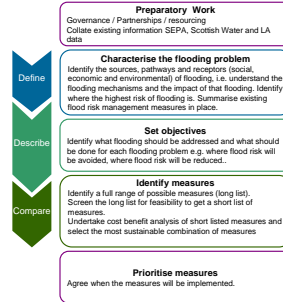 Preparatory Work
Governance / Partnerships / resourcing
Collate existing information SEPA, Scottish Water and LA
data
Define
Characterise the flooding problem
Identify the sources, pathways and receptors (social,
economic and environmental) of flooding, i.e. understand the
flooding mechanisms and the impact of that flooding. Identify
where the highest risk of flooding is. Summarise existing
flood risk management measures in place.
Describe
Set objectives
Identify what flooding should be addressed and what should
be done for each flooding problem e.g. where flood risk will
be avoided, where flood risk will be reduced..
Compare
Identify measures
Identify a full range of possible measures (long list).
Screen the long list for feasibility to get a short list of
measures.
Undertake cost benefit analysis of short listed measures and
select the most sustainable combination of measures
Prioritise measures
Agree when the measures will be implemented.